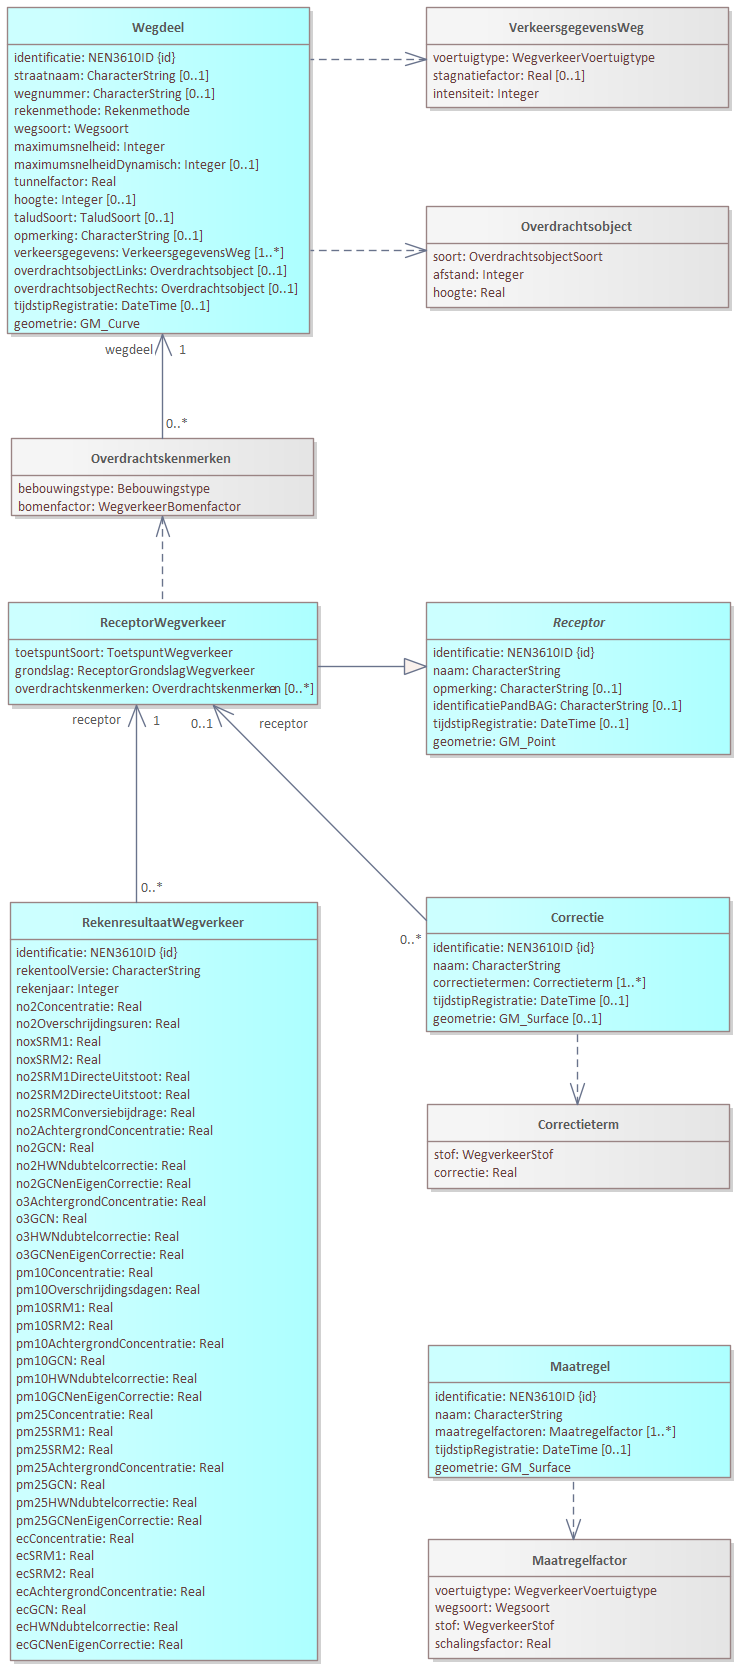 Wegdeel
identificatie: NEN3610ID {id}
straatnaam: CharacterString [0..1]
wegnummer: CharacterString [0..1]
rekenmethode: Rekenmethode
wegsoort: Wegsoort
maximumsnelheid: Integer
maximumsnelheidDynamisch: Integer [0..1]
tunnelfactor: Real
hoogte: Integer [0..1]
taludSoort: TaludSoort [0..1]
opmerking: CharacterString [0..1]
verkeersgegevens: VerkeersgegevensWeg [1..*]
overdrachtsobjectLinks: Overdrachtsobject [0..1]
overdrachtsobjectRechts: Overdrachtsobject [0..1]
tijdstipRegistratie: DateTime [0..1]
geometrie: GM_Curve
VerkeersgegevensWeg
voertuigtype: WegverkeerVoertuigtype
stagnatiefactor: Real [0..1]
intensiteit: Integer
Overdrachtsobject
soort: OverdrachtsobjectSoort
afstand: Integer
hoogte: Real
wegdeel 1
0..*
Overdrachtskenmerken
bebouwingstype: Bebouwingstype
bomenfactor: WegverkeerBomenfactor
ReceptorWegverkeer
toetspuntSoort: ToetspuntWegverkeer
grondslag: ReceptorGrondslagWegverkeer
overdrachtskenmerken: Overdrachtskenmerken [0..*]
Receptor
identificatie: NEN3610ID {id}
naam: CharacterString
opmerking: CharacterString [0..1]
identificatiePandBAG: CharacterString [0..1]
tijdstipRegistratie: DateTime [0..1]
geometrie: GM_Point
receptor 1
0..1 receptor
0..*
0..*
RekenresultaatWegverkeer
identificatie: NEN3610ID {id}
rekentoolVersie: CharacterString
rekenjaar: Integer
no2Concentratie: Real
no2Overschrijdingsuren: Real
noxSRM1: Real
noxSRM2: Real
no2SRM1DirecteUitstoot: Real
no2SRM2DirecteUitstoot: Real
no2SRMConversiebijdrage: Real
no2AchtergrondConcentratie: Real
no2GCN: Real
no2HWNdubtelcorrectie: Real
no2GCNenEigenCorrectie: Real
o3AchtergrondConcentratie: Real
o3GCN: Real
o3HWNdubtelcorrectie: Real
o3GCNenEigenCorrectie: Real
pm10Concentratie: Real
pm10Overschrijdingsdagen: Real
pm10SRM1: Real
pm10SRM2: Real
pm10AchtergrondConcentratie: Real
pm10GCN: Real
pm10HWNdubtelcorrectie: Real
pm10GCNenEigenCorrectie: Real
pm25Concentratie: Real
pm25SRM1: Real
pm25SRM2: Real
pm25AchtergrondConcentratie: Real
pm25GCN: Real
pm25HWNdubtelcorrectie: Real
pm25GCNenEigenCorrectie: Real
ecConcentratie: Real
ecSRM1: Real
ecSRM2: Real
ecAchtergrondConcentratie: Real
ecGCN: Real
ecHWNdubtelcorrectie: Real
ecGCNenEigenCorrectie: Real
Correctie
identificatie: NEN3610ID {id}
naam: CharacterString
correctietermen: Correctieterm [1..*]
tijdstipRegistratie: DateTime [0..1]
geometrie: GM_Surface [0..1]
Correctieterm
stof: WegverkeerStof
correctie: Real
Maatregel
identificatie: NEN3610ID {id}
naam: CharacterString
maatregelfactoren: Maatregelfactor [1..*]
tijdstipRegistratie: DateTime [0..1]
geometrie: GM_Surface
Maatregelfactor
voertuigtype: WegverkeerVoertuigtype
wegsoort: Wegsoort
stof: WegverkeerStof
schalingsfactor: Real